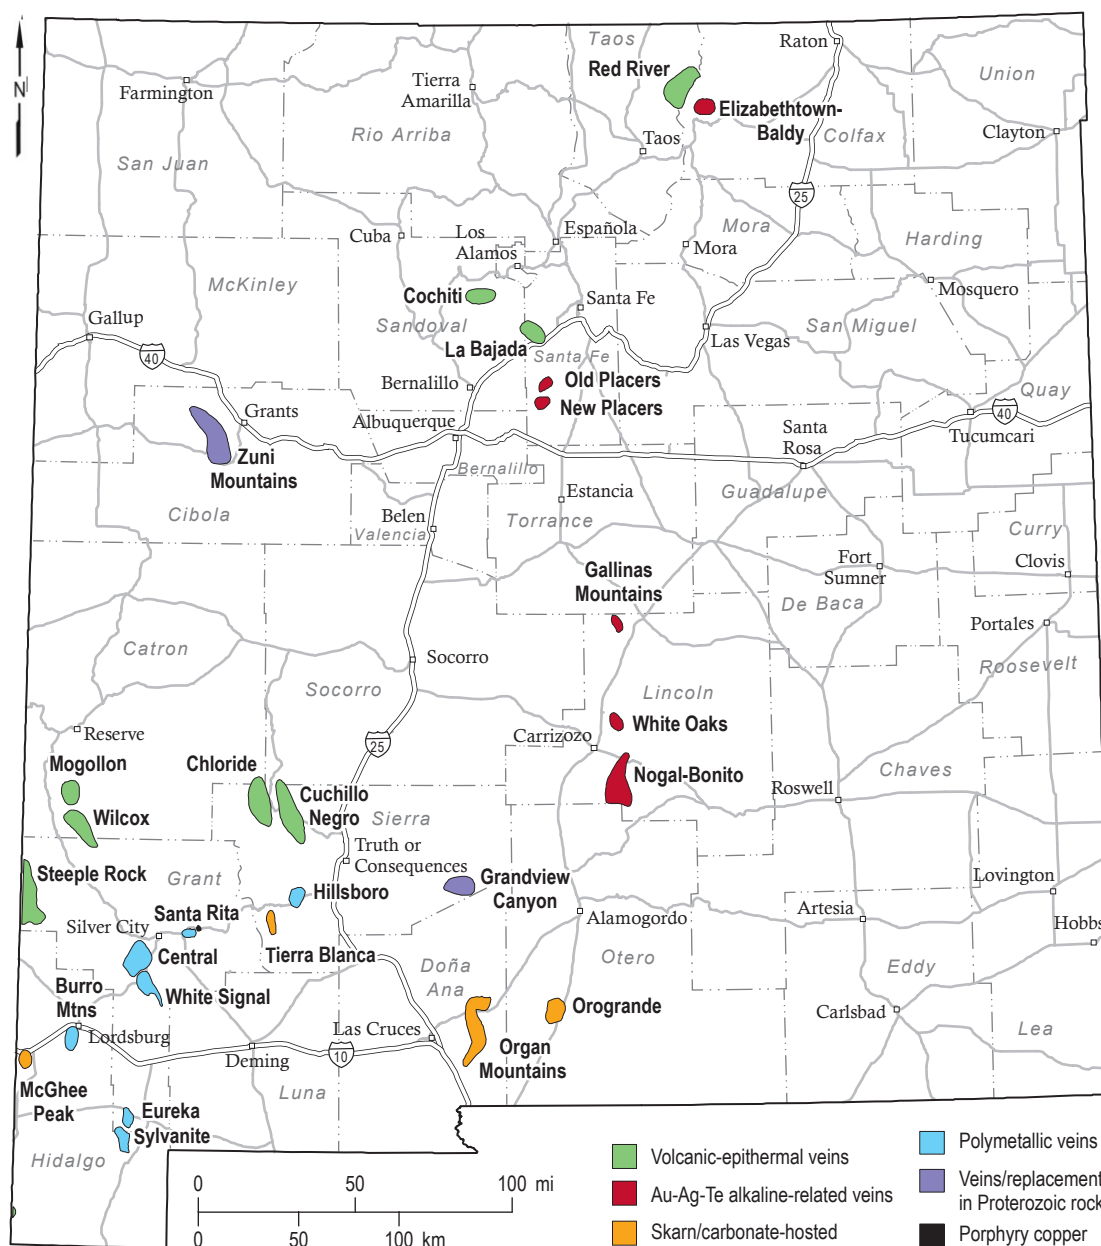 N
Taos
Raton
Red River
Union
Farmington
Tierra
Amarilla
Elizabethtown-
Baldy
Rio Arriba
Taos
Colfax
Clayton
San Juan
25
Española
Los
Alamos
Cuba
Mora
Mora
Harding
McKinley
Cochiti
Santa Fe
Mosquero
Gallup
Sandoval
San Miguel
La Bajada
Las Vegas
40
Santa Fe
Bernalillo
Old Placers
Quay
New Placers
Grants
Albuquerque
40
Santa
Rosa
Tucumcari
Zuni
Mountains
Bernalillo
Estancia
Guadalupe
Cibola
Belen
Torrance
Valencia
Curry
Fort
Sumner
Clovis
Gallinas
Mountains
De Baca
Portales
Catron
Socorro
Roosevelt
Socorro
Lincoln
White Oaks
Reserve
Carrizozo
25
Mogollon
Chloride
Nogal-Bonito
Chaves
Cuchillo
Negro
Roswell
Wilcox
Sierra
Truth or
Consequences
Steeple Rock
Grant
Grandview
Canyon
Lovington
Hillsboro
Santa Rita
Artesia
Silver City
Alamogordo
Hobbs
Central
Tierra Blanca
Otero
Doña
Ana
Eddy
Burro
Mtns
White Signal
Orogrande
Carlsbad
Lordsburg
Las Cruces
Lea
Deming
10
Organ
Mountains
McGhee
Peak
Luna
Eureka
Sylvanite
Hidalgo
0 50 100 mi
0 50 100 km
Volcanic-epithermal veins
Au-Ag-Te alkaline-related veins
Skarn/carbonate-hosted
Polymetallic veins
Veins/replacement
in Proterozoic rock
Porphyry copper